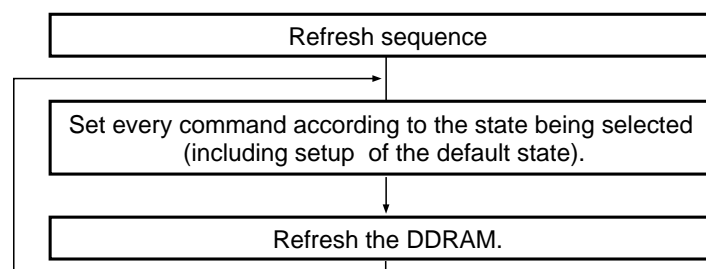 Refresh sequence
Set every command according to the state being selected
(including setup of the default state).
Refresh the DDRAM.